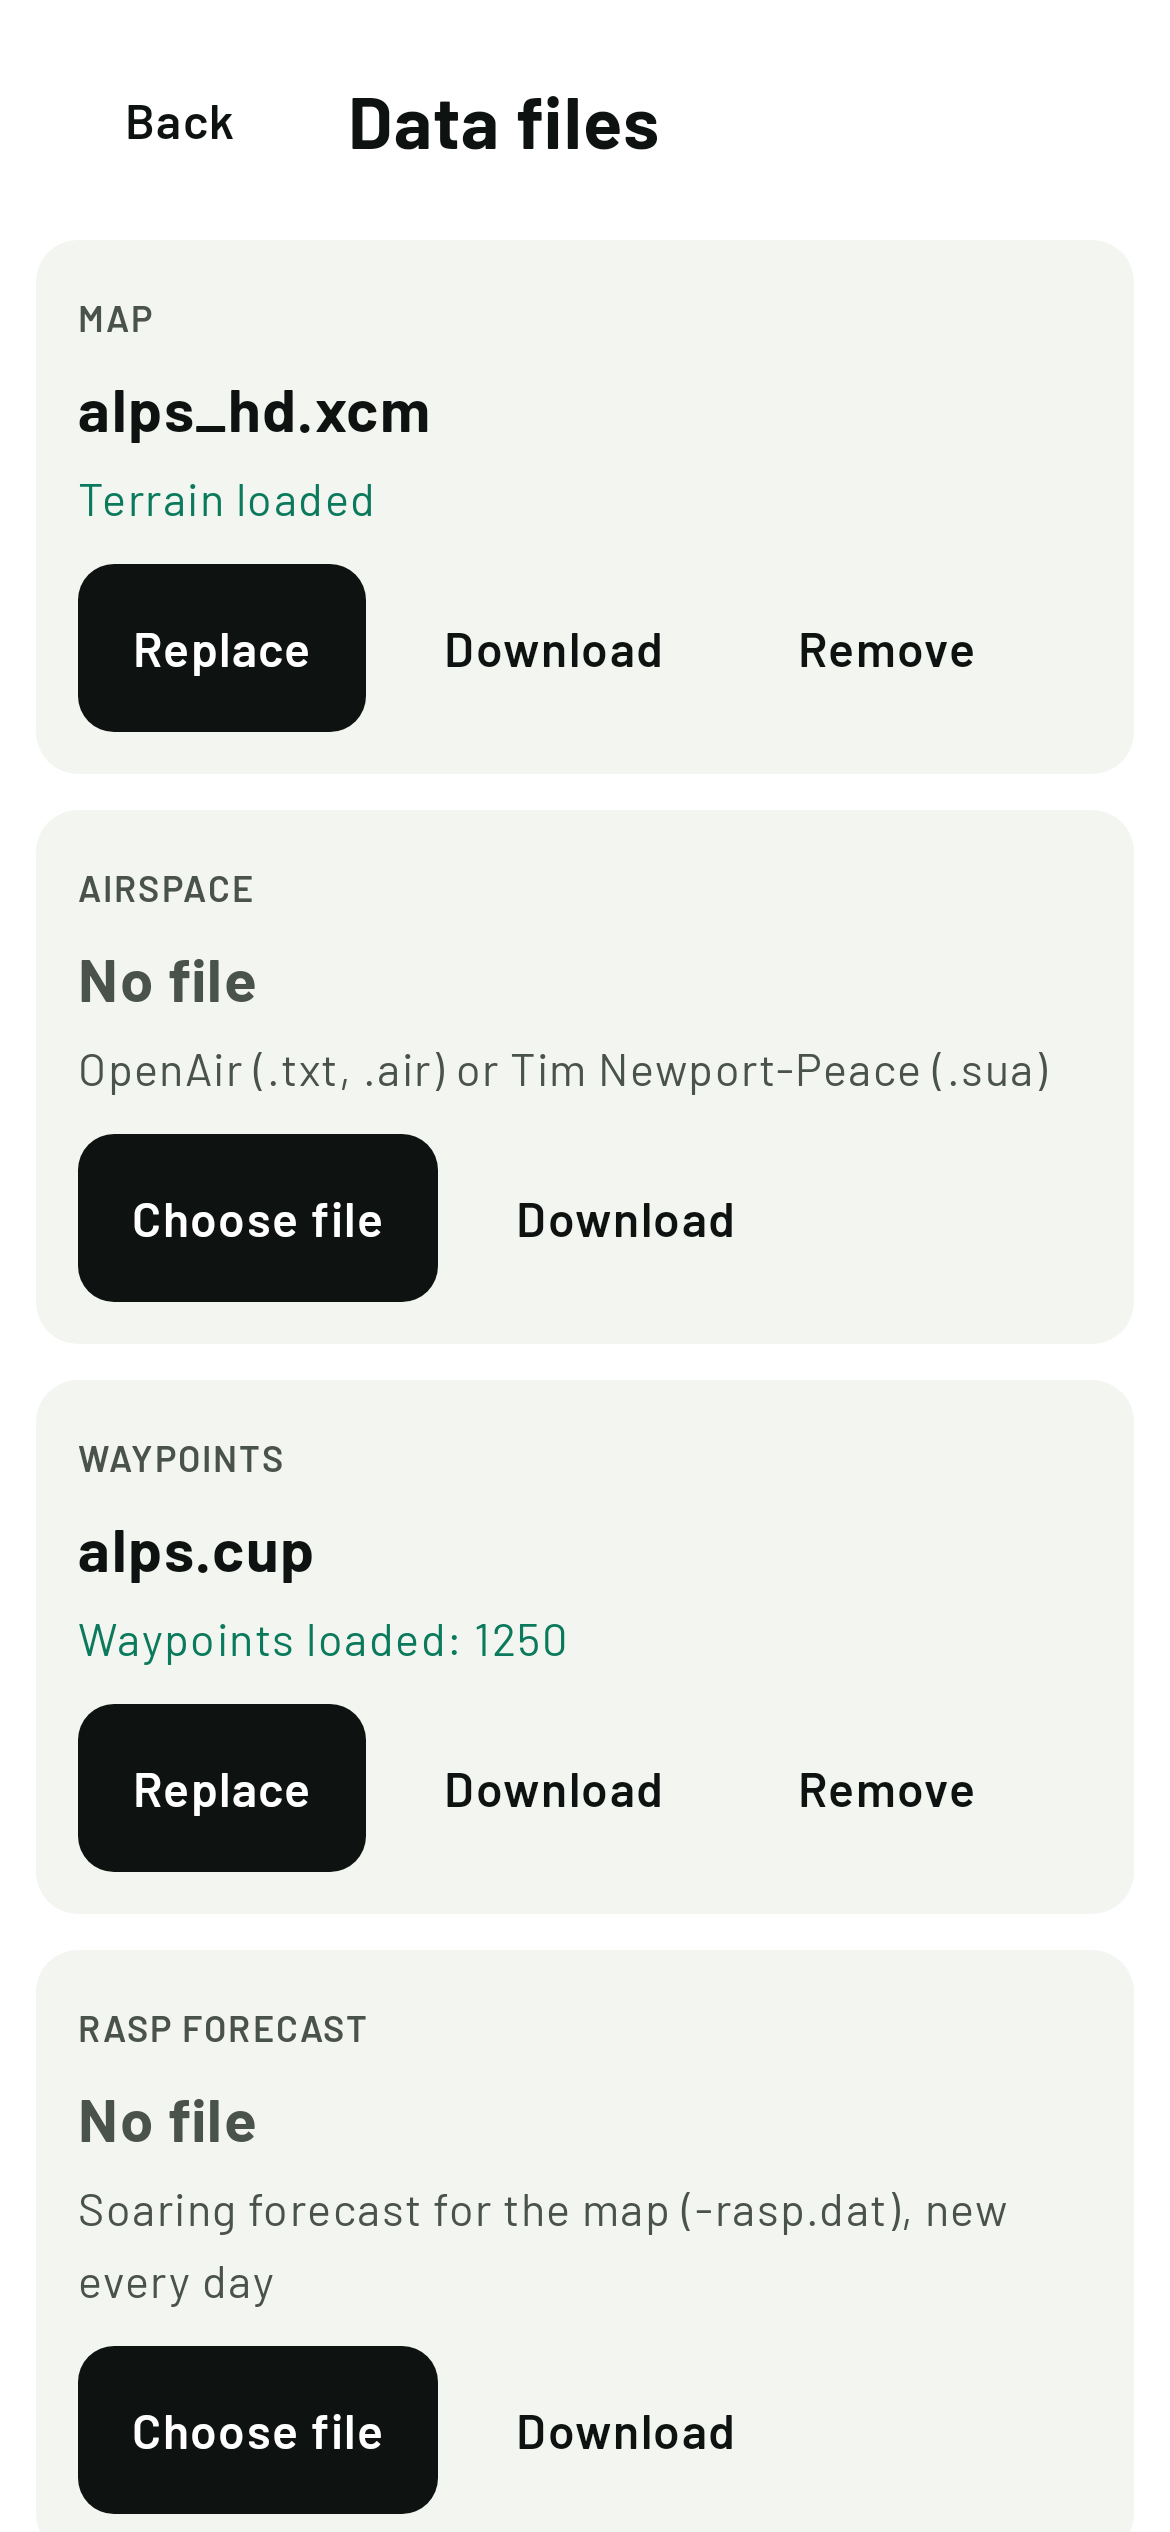 Back
Data files
MAP
alps_hd.xcm
Terrain loaded
Replace
Download
Remove
AIRSPACE
No file
OpenAir (.txt, .air) or Tim Newport-Peace (.sua)
Choose file
Download
WAYPOINTS
alps.cup
Waypoints loaded: 1250
Replace
Download
Remove
RASP FORECAST
No file
Soaring forecast for the map (-rasp.dat), new
every day
Choose file
Download